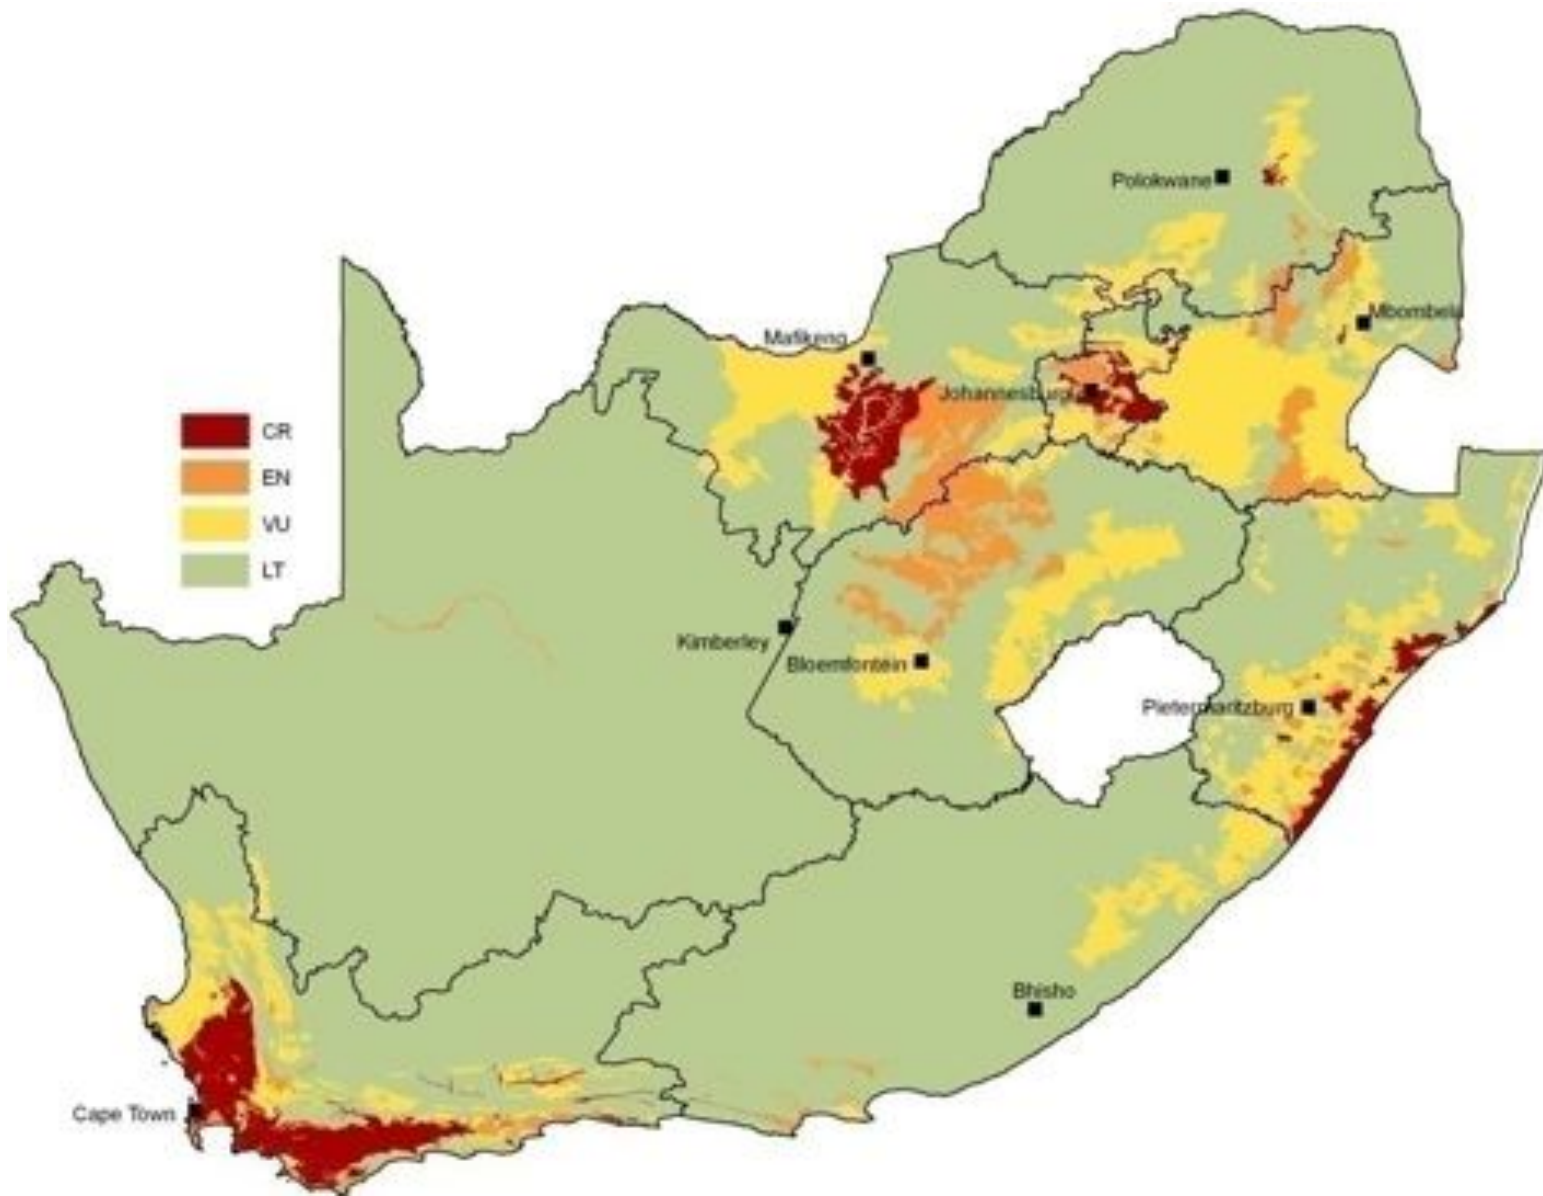 Polokwane
Mbombela
Mafikeng
Johannesburg
CR
EN
VU
LT
Kimberley
Bloemfontein
Pietermaritzburg
Bhisho
Cape Town